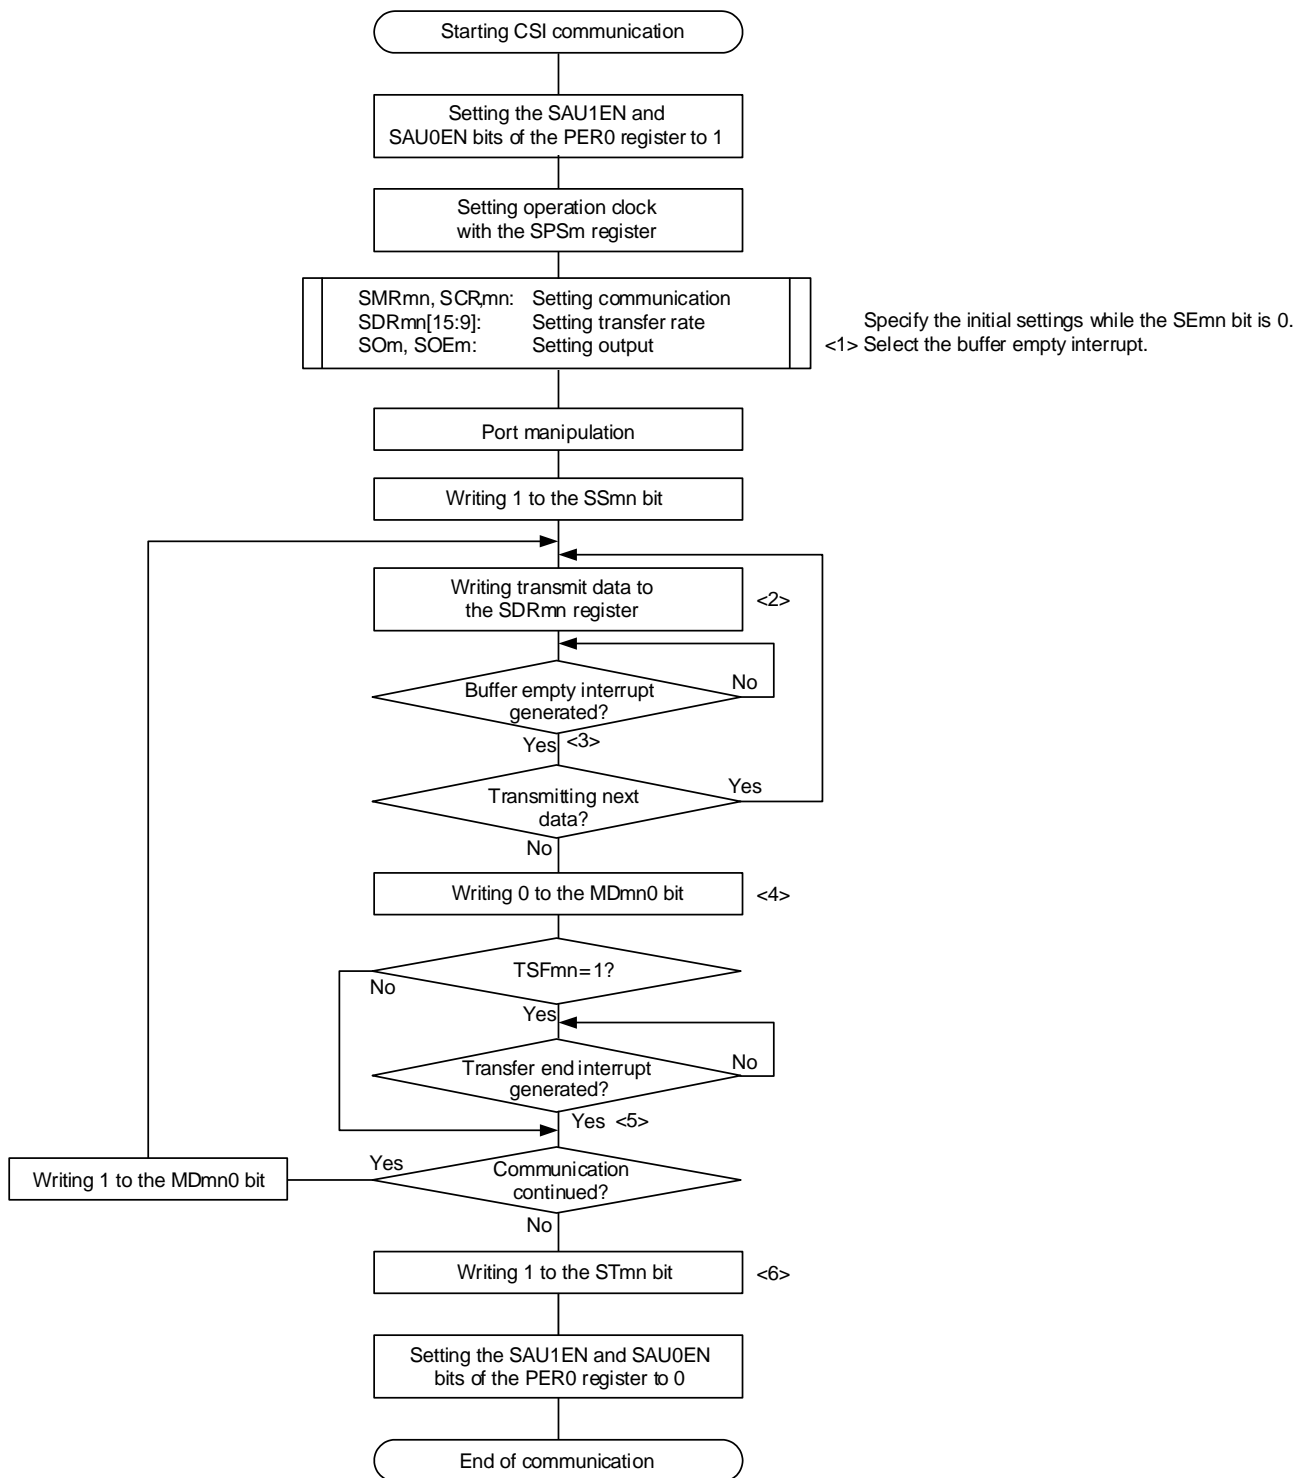 Starting CSI communication
Setting the SAU1EN and
SAU0EN bits of the PER0 register to 1
Setting operation clock
with the SPSm register
SMRmn, SCR,mn: Setting communication
SDRmn[15:9]: Setting transfer rate
SOm, SOEm: Setting output
Specify the initial settings while the SEmn bit is 0.
<1> Select the buffer empty interrupt.
Port manipulation
Writing 1 to the SSmn bit
Writing transmit data to
the SDRmn register
<2>
Buffer empty interrupt
generated?
No
Yes
<3>
Transmitting next
data?
Yes
No
Writing 0 to the MDmn0 bit
<4>
TSFmn=1?
No
Yes
Transfer end interrupt
generated?
No
Yes <5>
Communication
continued?
Yes
Writing 1 to the MDmn0 bit
No
Writing 1 to the STmn bit
<6>
Setting the SAU1EN and SAU0EN
bits of the PER0 register to 0
End of communication